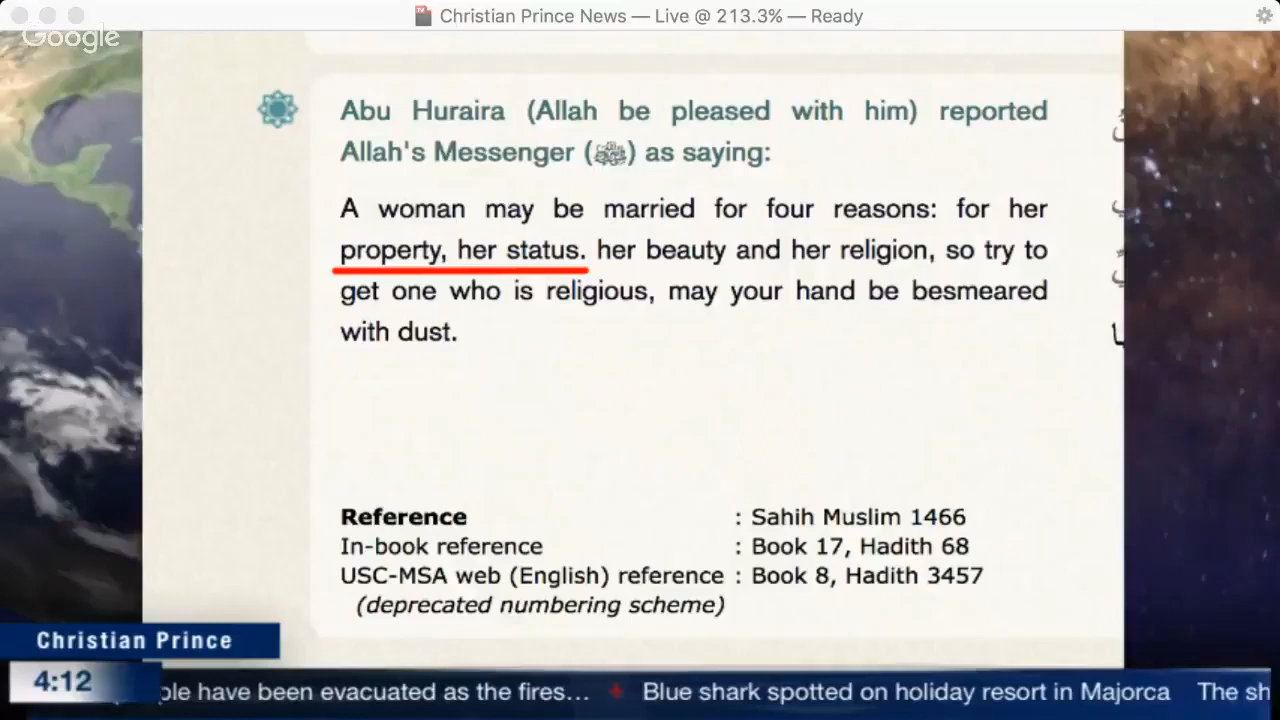 Christian Prince News — Live @ 213.3% — Ready
Google
Abu Huraira (Allah be pleased with him) reported
Allah's Messenger (ﷺ) as saying:
A woman may be married for four reasons: for her
property, her status. her beauty and her religion, so try to
get one who is religious, may your hand be besmeared
with dust.
Reference : Sahih Muslim 1466
In-book reference : Book 17, Hadith 68
USC-MSA web (English) reference : Book 8, Hadith 3457
(deprecated numbering scheme)
Christian Prince
4:12
ple have been evacuated as the fires... Blue shark spotted on holiday resort in Majorca The sh